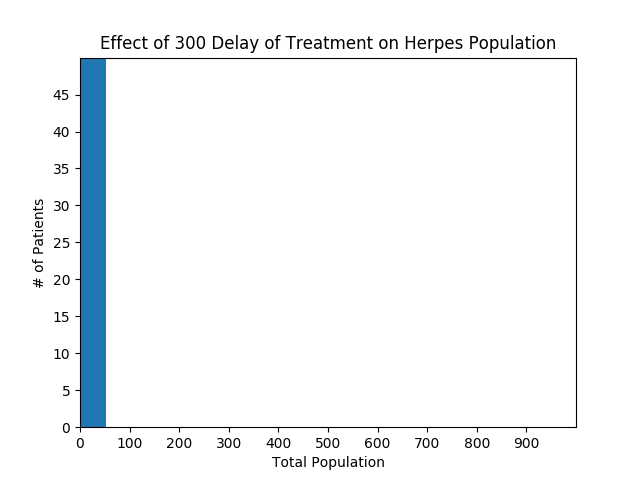 Effect of 300 Delay of Treatment on Herpes Population
45
40
35
30
25
20
15
10
5
0
# of Patients
0 100 200 300 400 500 600 700 800 900
Total Population